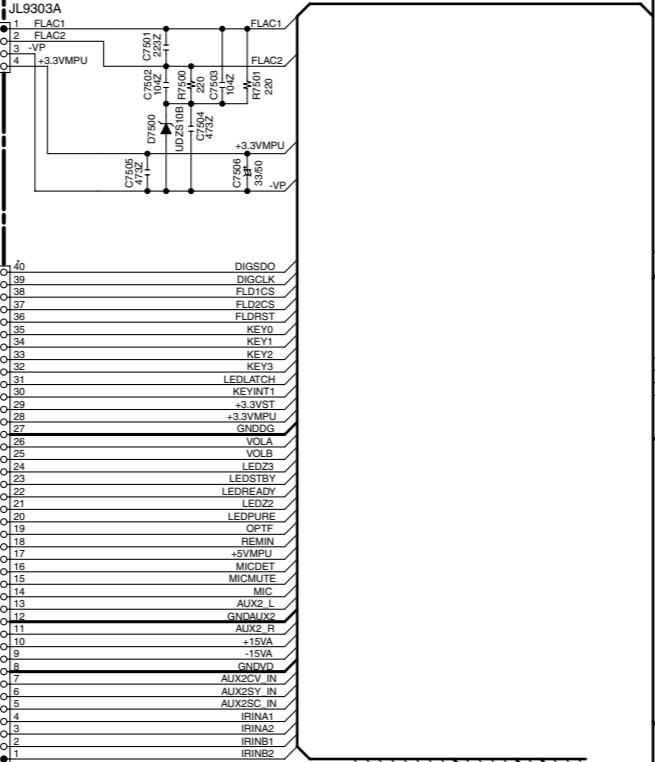 JL9303A
1 FLAC1 FLAC1
2 FLAC2
3 -VP
4 +3.3VMPU
FLAC2
C7501
223Z
C7502
104Z
R7500
220
C7503
104Z
R7501
220
D7500
UDZS10B
C7504
473Z
+3.3VMPU
C7505
473Z
C7506
33/50
-VP
40 DIGSDO
39 DIGCLK
38 FLD1CS
37 FLD2CS
36 FLDRST
35 KEY0
34 KEY1
33 KEY2
32 KEY3
31 LEDLATCH
30 KEYINT1
29 +3.3VST
28 +3.3VMPU
27 GNDDG
26 VOLA
25 VOLB
24 LEDZ3
23 LEDSTBY
22 LEDREADY
21 LEDZ2
20 LEDPURE
19 OPTF
18 REMIN
17 +5VMPU
16 MICDET
15 MICMUTE
14 MIC
13 AUX2_L
12 GNDAUX2
11 AUX2_R
10 +15VA
9 -15VA
8 GNDVD
7 AUX2CV_IN
6 AUX2SY_IN
5 AUX2SC_IN
4 IRINA1
3 IRINA2
2 IRINB1
1 IRINB2